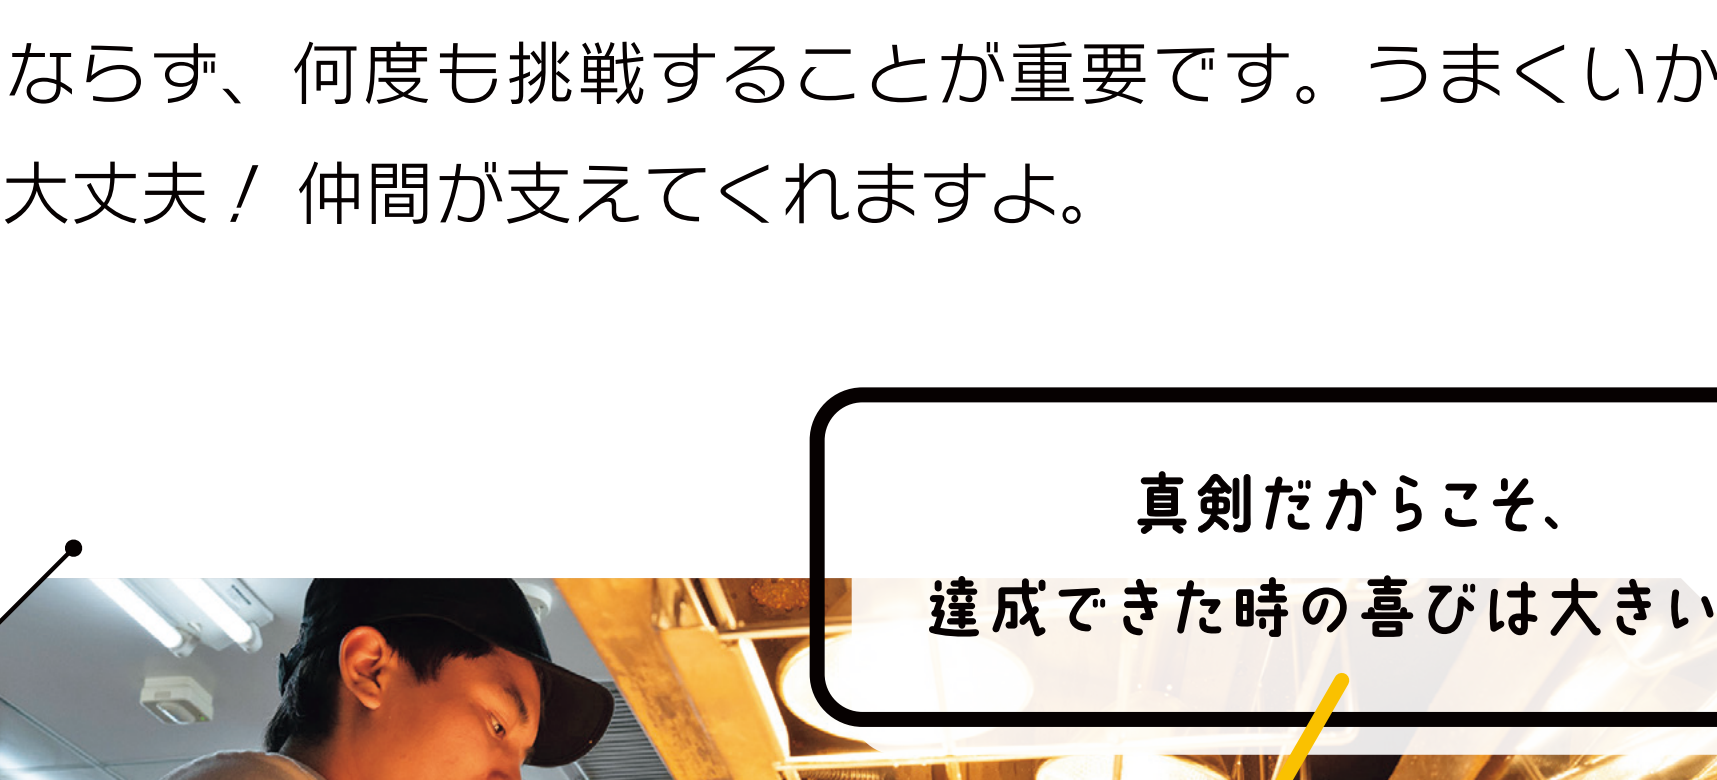 ならず、何度も挑戦することが重要です。うまくいか
大丈夫！ 仲間が支えてくれますよ。
真剣だからこそ、
達成できた時の喜びは大きい